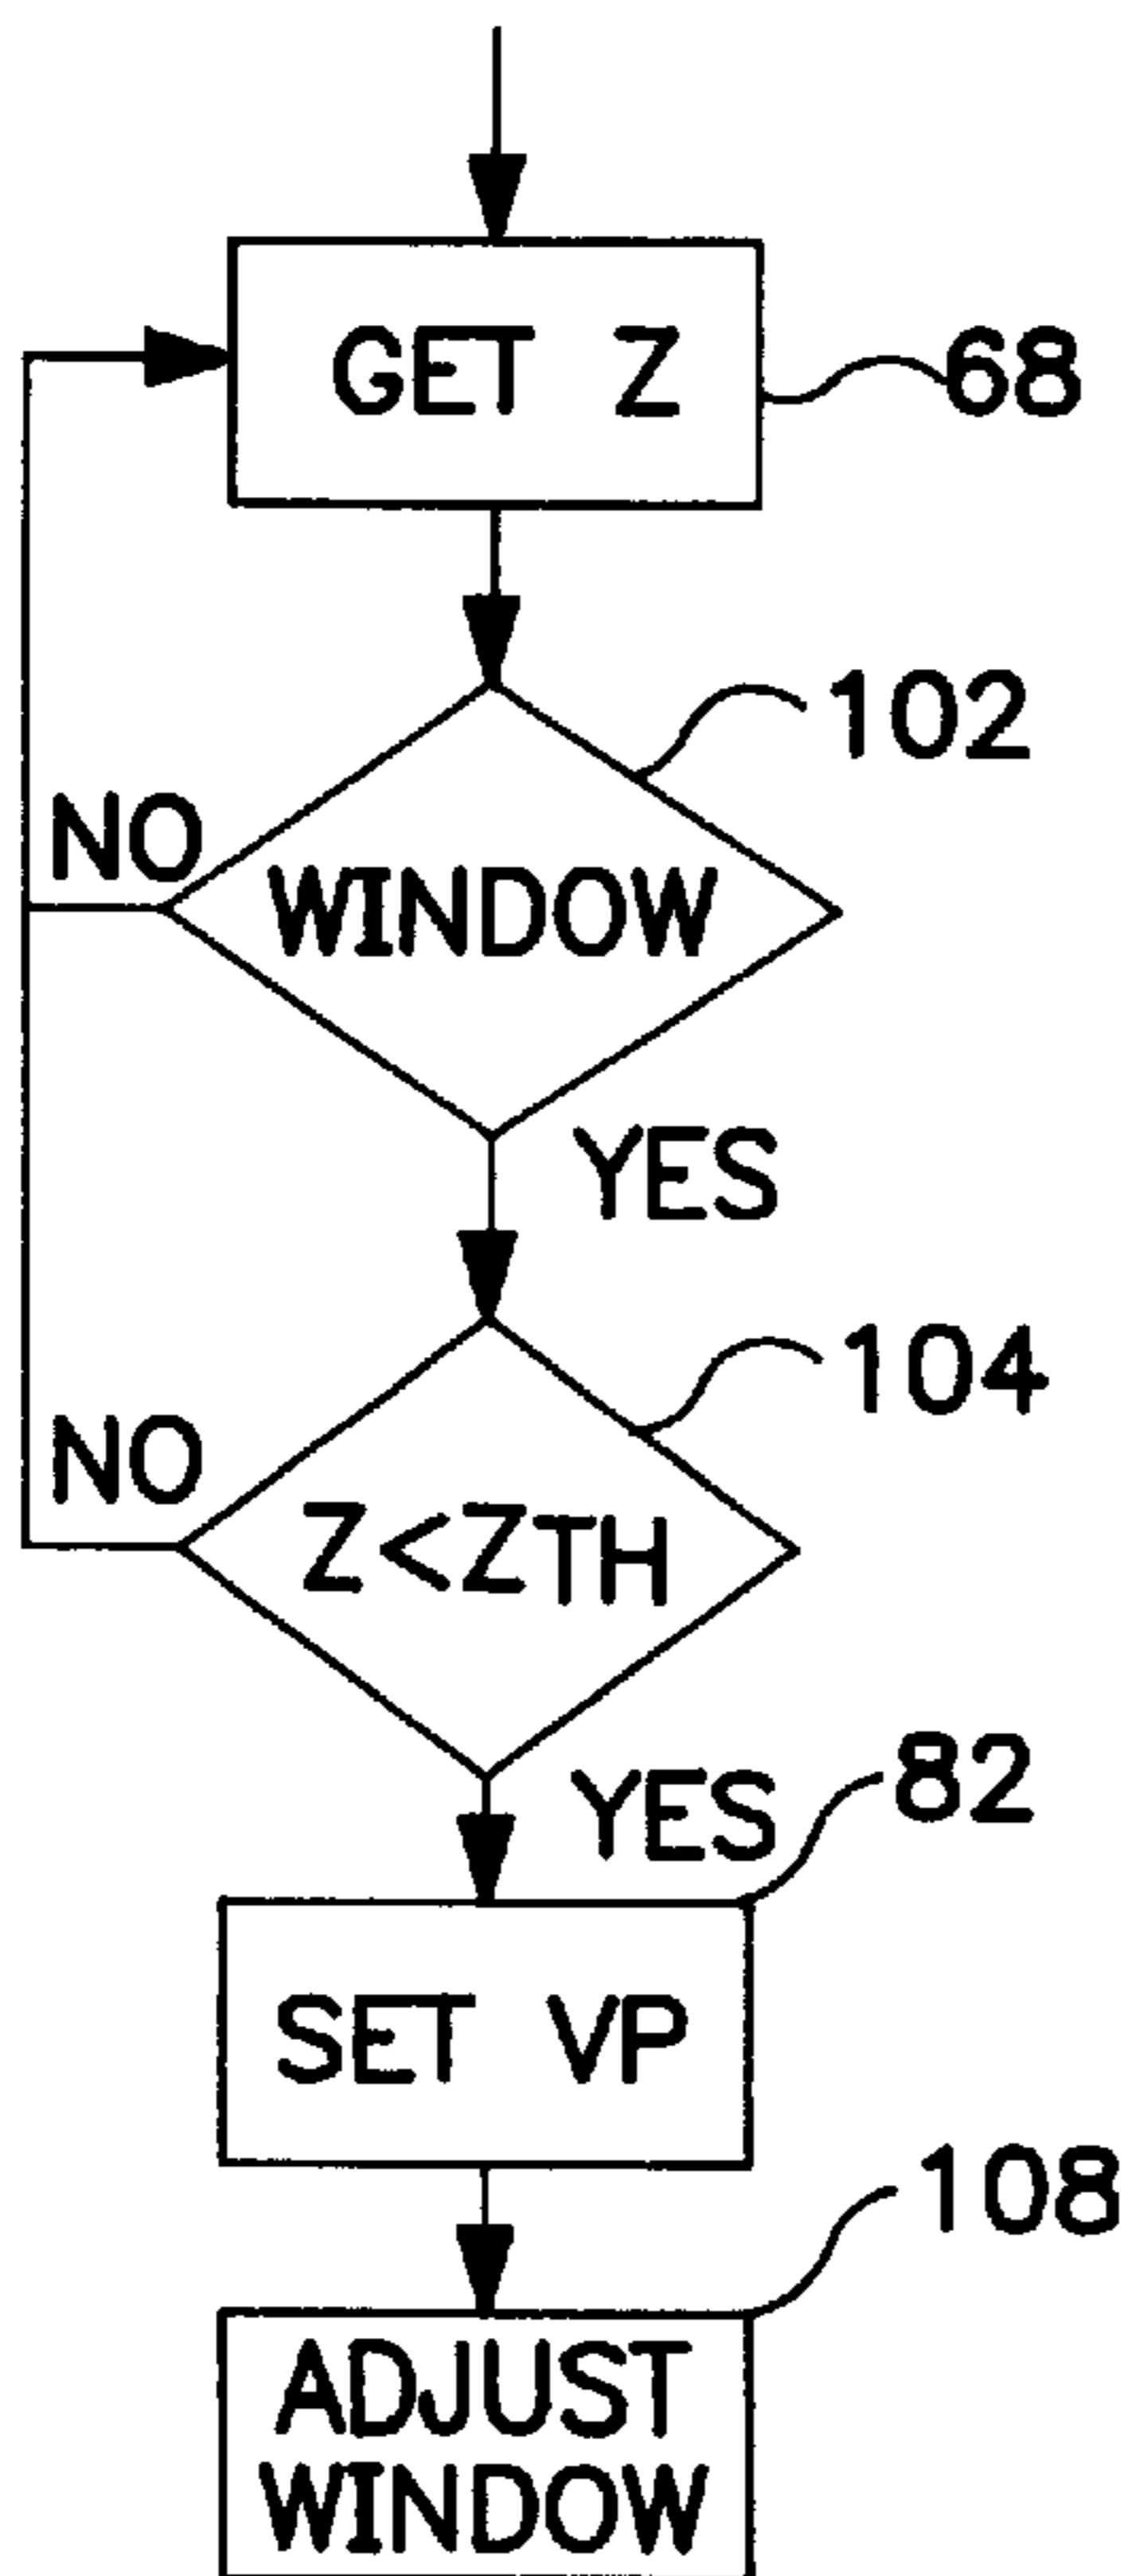 GET Z
68
102
NO
WINDOW
YES
104
NO
Z<ZTH
YES
82
SET VP
108
ADJUST
WINDOW